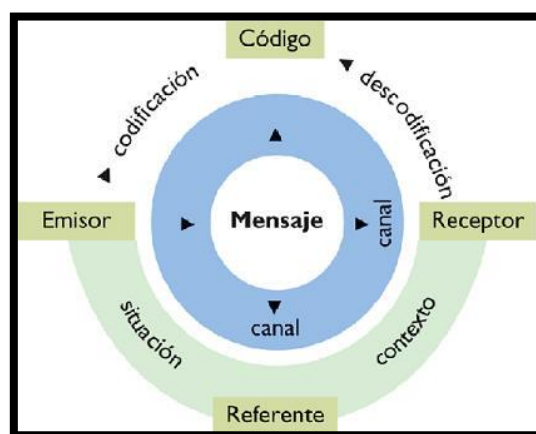 Código
codificación
descodificación
Emisor
Mensaje
canal
Receptor
canal
situación
contexto
Referente